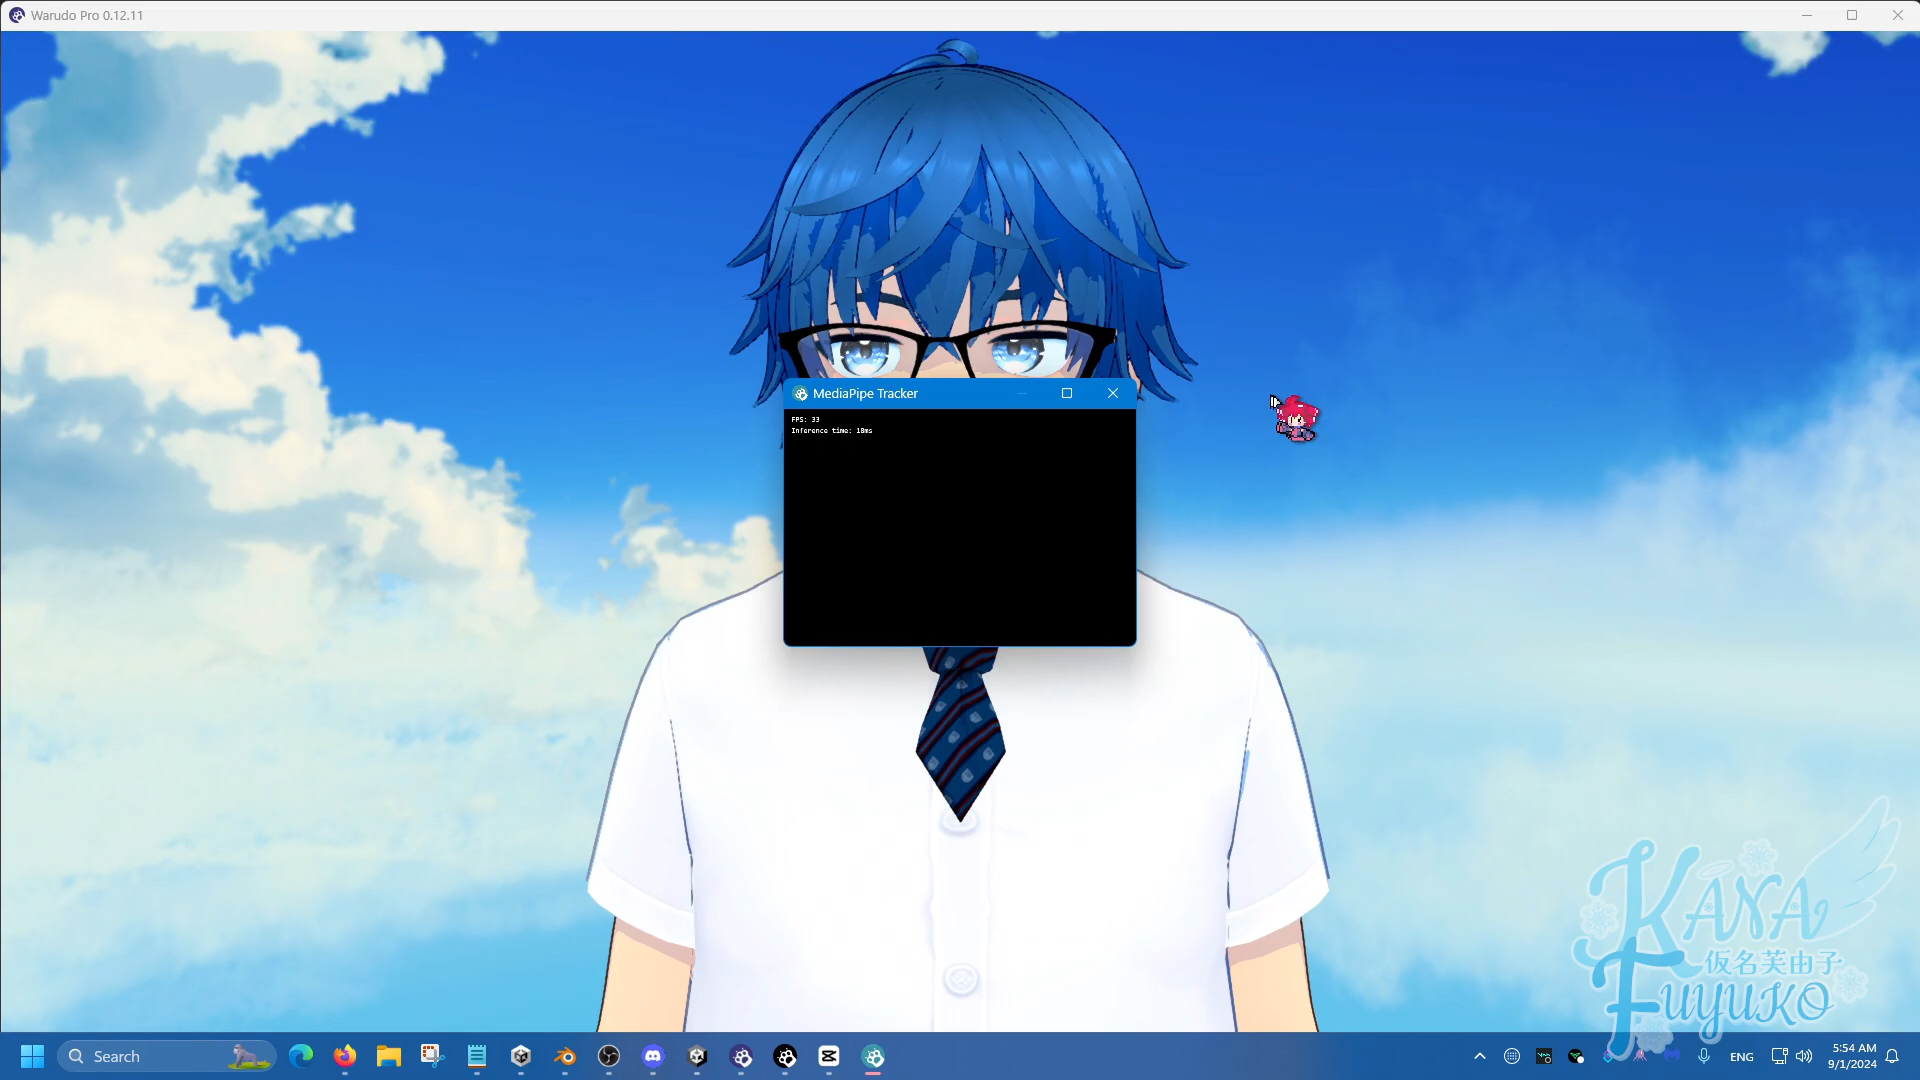 Warudo Pro 0.12.11
MediaPipe Tracker
FPS: 33
Inference time: 18ms
KANA
仮名芙由子
FUYUKO
Search
ENG
5:54 AM
9/1/2024